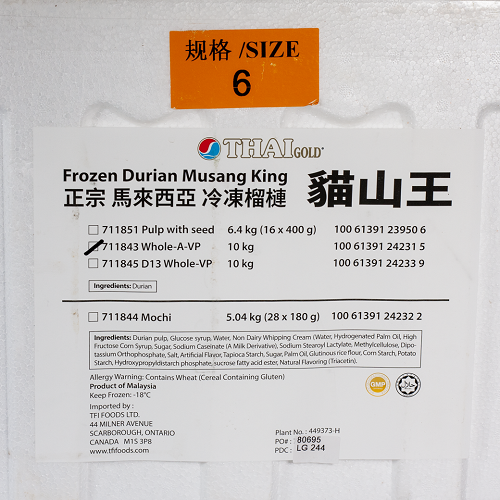 规格 /SIZE
6
THAI GOLD®
Frozen Durian Musang King
正宗 馬來西亞 冷凍榴槤 貓山王
711851 Pulp with seed 6.4 kg (16 x 400 g) 100 61391 23950 6
711843 Whole-A-VP 10 kg 100 61391 24231 5
711845 D13 Whole-VP 10 kg 100 61391 24233 9
Ingredients: Durian
711844 Mochi 5.04 kg (28 x 180 g) 100 61391 24232 2
Ingredients: Durian pulp, Glucose syrup, Water, Non Dairy Whipping Cream (Water, Hydrogenated Palm Oil, High
Fructose Corn Syrup, Sugar, Sodium Caseinate (A Milk Derivative), Sodium Stearoyl Lactylate, Methylcellulose, Dipo-
tassium Orthophosphate, Salt, Artificial Flavor, Tapioca Starch, Sugar, Palm Oil, Glutinous rice flour, Corn Starch, Potato
Starch, Hydroxypropyldistarch phosphate, sucrose fatty acid ester, Natural Flavoring (Triacetin).
Allergy Warning: Contains Wheat (Cereal Containing Gluten)
Product of Malaysia
Keep Frozen: -18°C
GMP
Imported by :
TFI FOODS LTD.
44 MILNER AVENUE
SCARBOROUGH, ONTARIO
CANADA M1S 3P8
www.tfifoods.com
Plant No. : 449373-H
PO# : 80695
PDC : LG 244